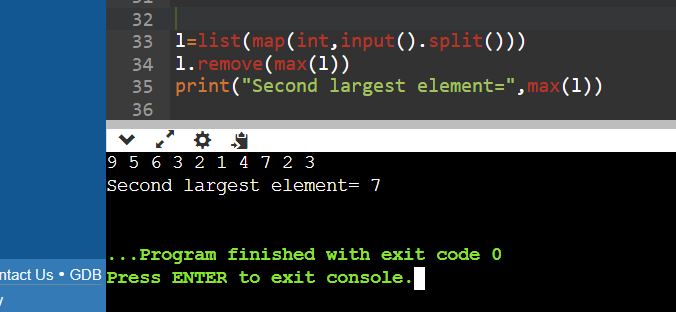 32
33 l=list(map(int,input().split()))
34 l.remove(max(l))
35 print("Second largest element=",max(l))
36
9 5 6 3 2 1 4 7 2 3
Second largest element= 7
...Program finished with exit code 0
Press ENTER to exit console.
ntact Us • GDB
y